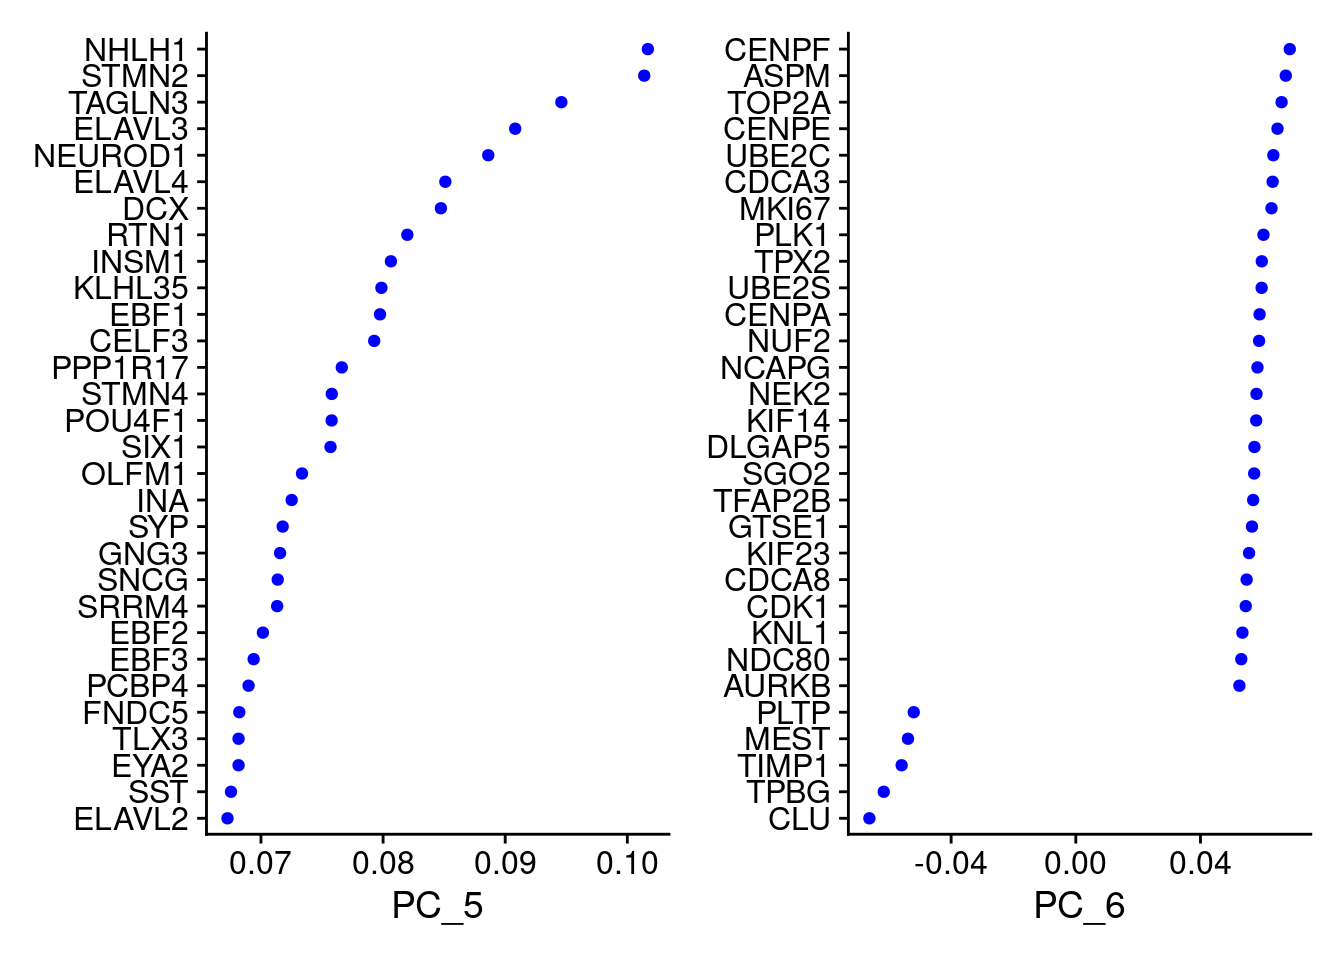 NHLH1
STMN2
TAGLN3
ELAVL3
NEUROD1
ELAVL4
DCX
RTN1
INSM1
KLHL35
EBF1
CELF3
PPP1R17
STMN4
POU4F1
SIX1
OLFM1
INA
SYP
GNG3
SNCG
SRRM4
EBF2
EBF3
PCBP4
FNDC5
TLX3
EYA2
SST
ELAVL2
0.07 0.08 0.09 0.10
PC_5
CENPF
ASPM
TOP2A
CENPE
UBE2C
CDCA3
MKI67
PLK1
TPX2
UBE2S
CENPA
NUF2
NCAPG
NEK2
KIF14
DLGAP5
SGO2
TFAP2B
GTSE1
KIF23
CDCA8
CDK1
KNL1
NDC80
AURKB
PLTP
MEST
TIMP1
TPBG
CLU
-0.04 0.00 0.04
PC_6